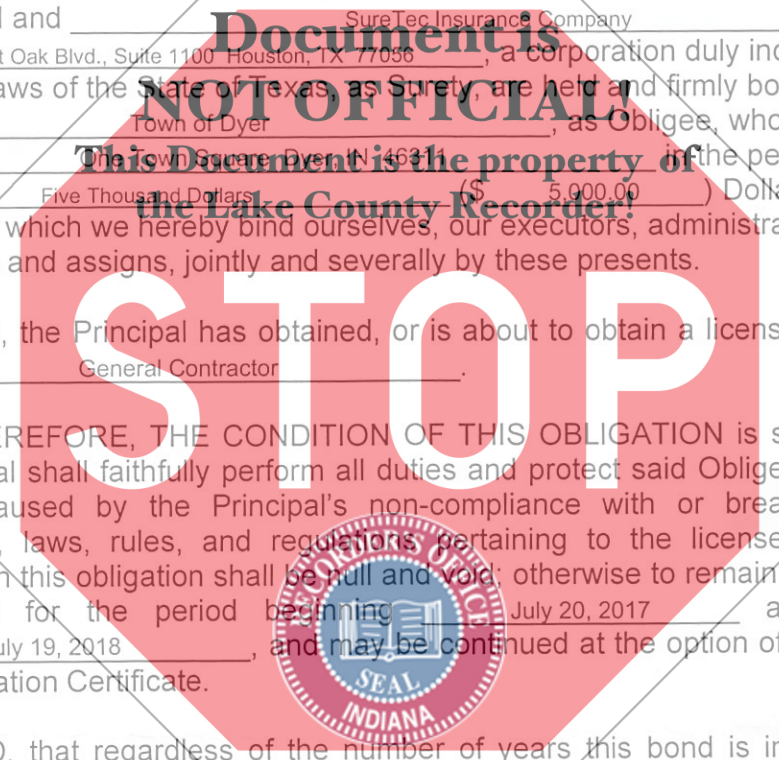 d and SureTec Insurance Company
Document is
t Oak Blvd., Suite 1100 Houston, TX 77056, a corporation duly inc
aws of the State of Texas, as Surety, are held and firmly bo
NOT OFFICIAL!
Town of Dyer, as Obligee, who
One Town Square, Dyer, IN 46311 in the pe
This Document is the property of
Five Thousand Dollars ($ 5,000.00) Dolla
the Lake County Recorder!
which we hereby bind ourselves, our executors, administra
and assigns, jointly and severally by these presents.
, the Principal has obtained, or is about to obtain a licens
General Contractor.
STOP
EREFORE, THE CONDITION OF THIS OBLIGATION is s
al shall faithfully perform all duties and protect said Oblige
aused by the Principal's non-compliance with or brea
, laws, rules, and regulations pertaining to the license
n this obligation shall be null and void; otherwise to remain
for the period beginning July 20, 2017 a
uly 19, 2018, and may be continued at the option of
ation Certificate.
RECORDER'S OFFICE
SEAL
INDIANA
D, that regardless of the number of years this bond is in